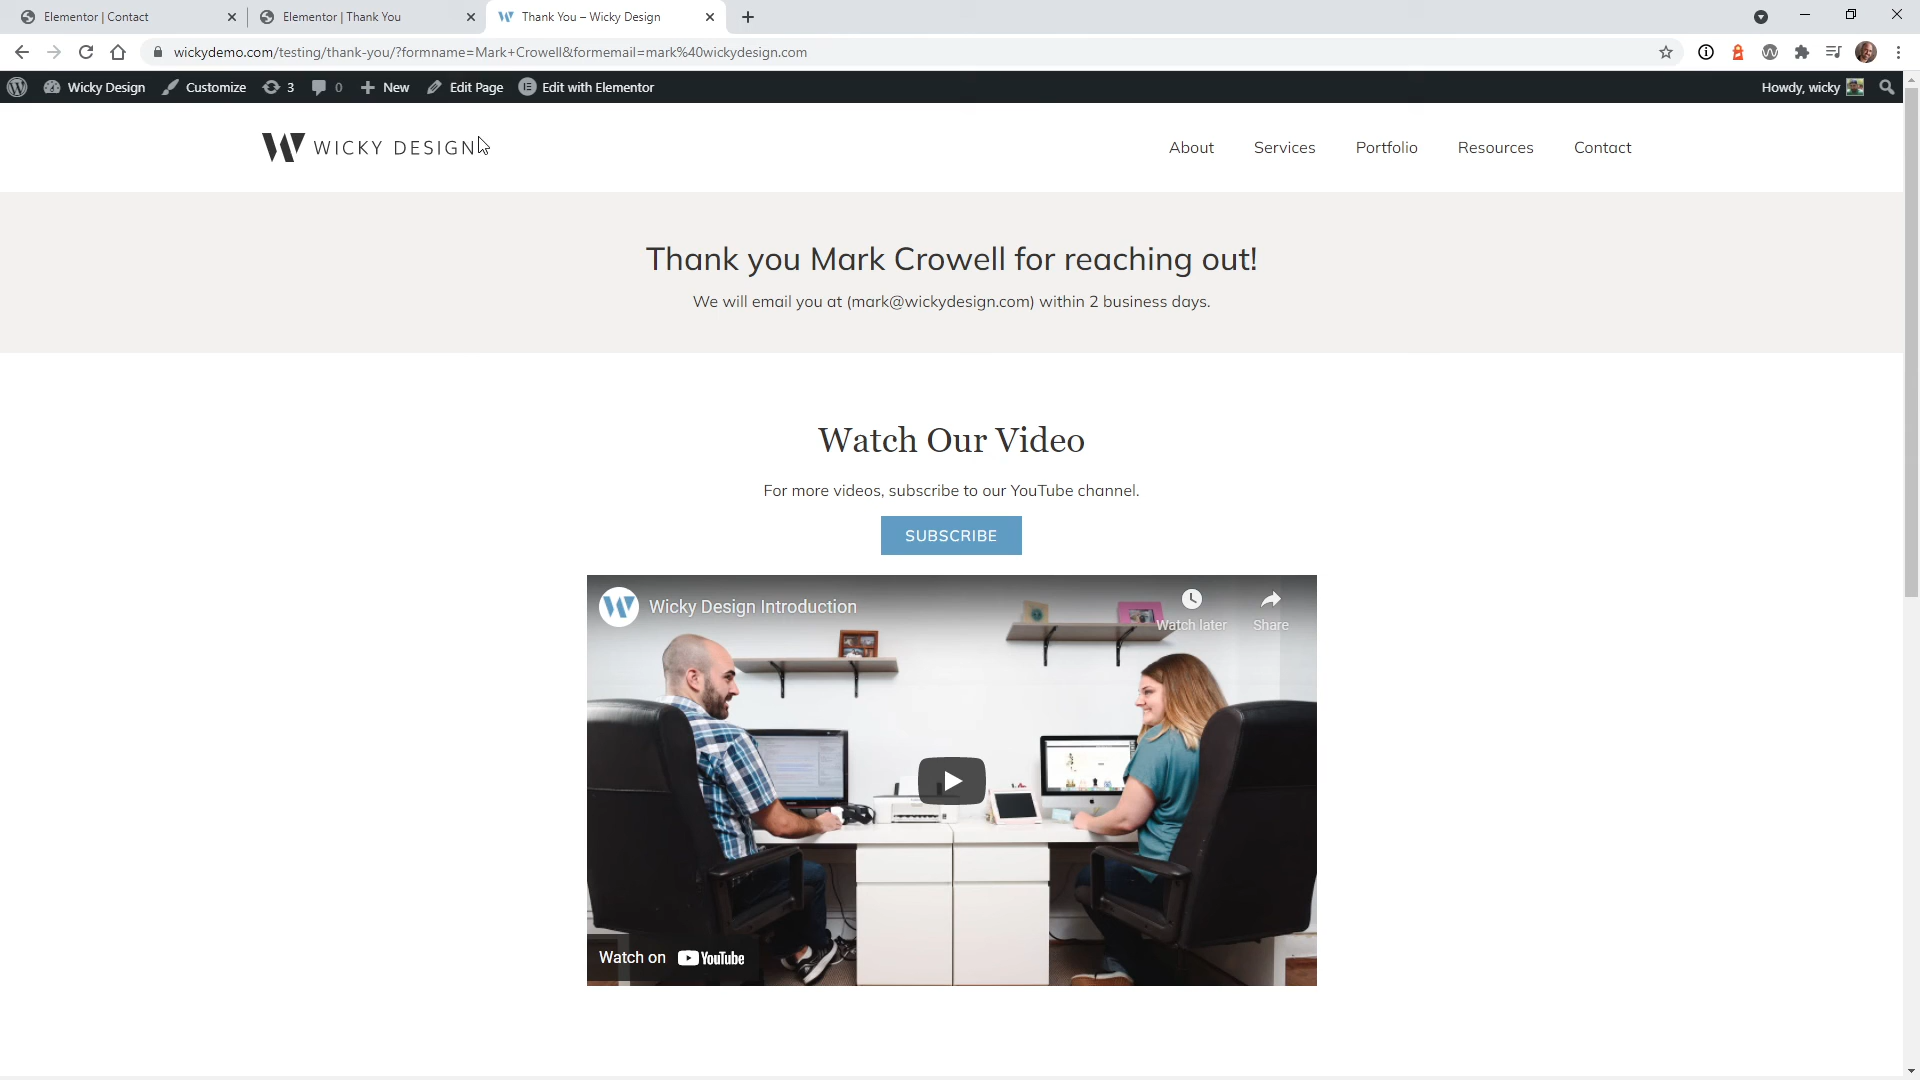 Elementor | Contact
Elementor | Thank You
Thank You – Wicky Design
wickydemo.com/testing/thank-you/?formname=Mark+Crowell&formemail=mark%40wickydesign.com
Wicky Design
Customize
3
0
New
Edit Page
Edit with Elementor
Howdy, wicky
WICKY DESIGN
About
Services
Portfolio
Resources
Contact
Thank you Mark Crowell for reaching out!
We will email you at (mark@wickydesign.com) within 2 business days.
Watch Our Video
For more videos, subscribe to our YouTube channel.
SUBSCRIBE
Wicky Design Introduction
Watch later
Share
Watch on YouTube